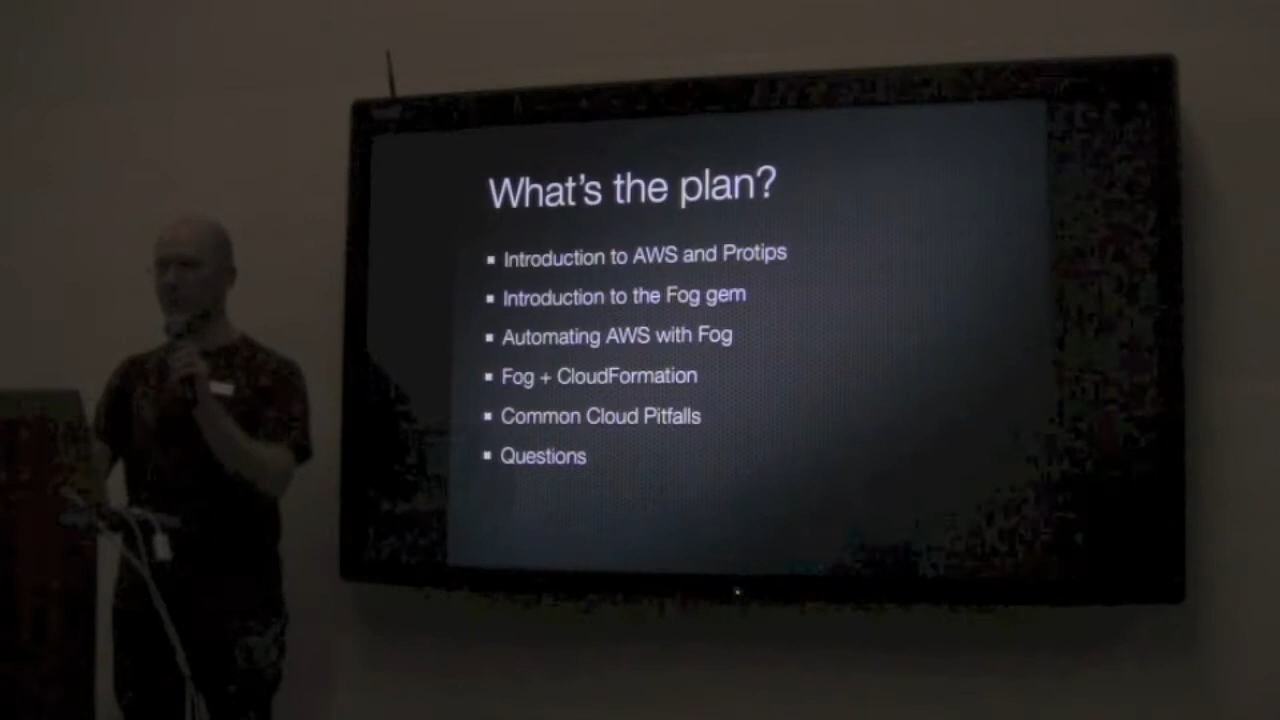 What's the plan?
Introduction to AWS and Protips
Introduction to the Fog gem
Automating AWS with Fog
Fog + CloudFormation
Common Cloud Pitfalls
Questions